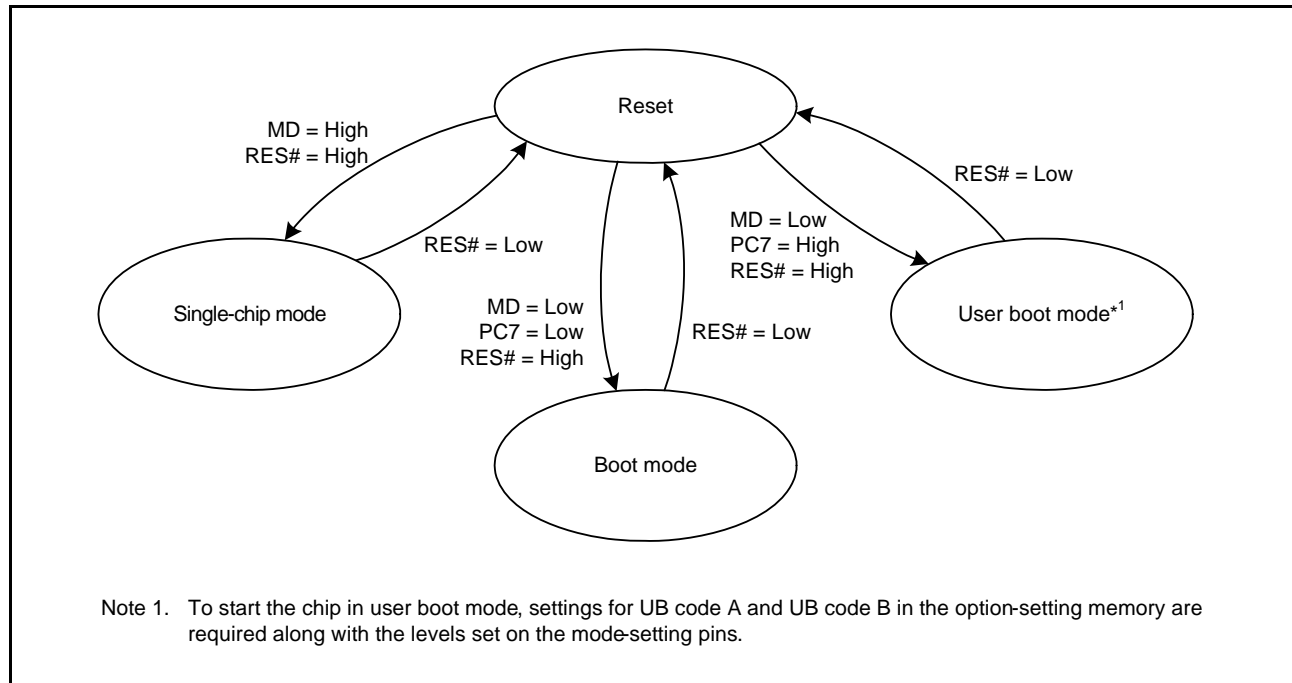 Reset
MD = High
RES# = High
RES# = Low
RES# = Low
MD = Low
PC7 = High
RES# = High
Single-chip mode
MD = Low
PC7 = Low
RES# = High
RES# = Low
User boot mode*1
Boot mode
Note 1. To start the chip in user boot mode, settings for UB code A and UB code B in the option-setting memory are
required along with the levels set on the mode-setting pins.